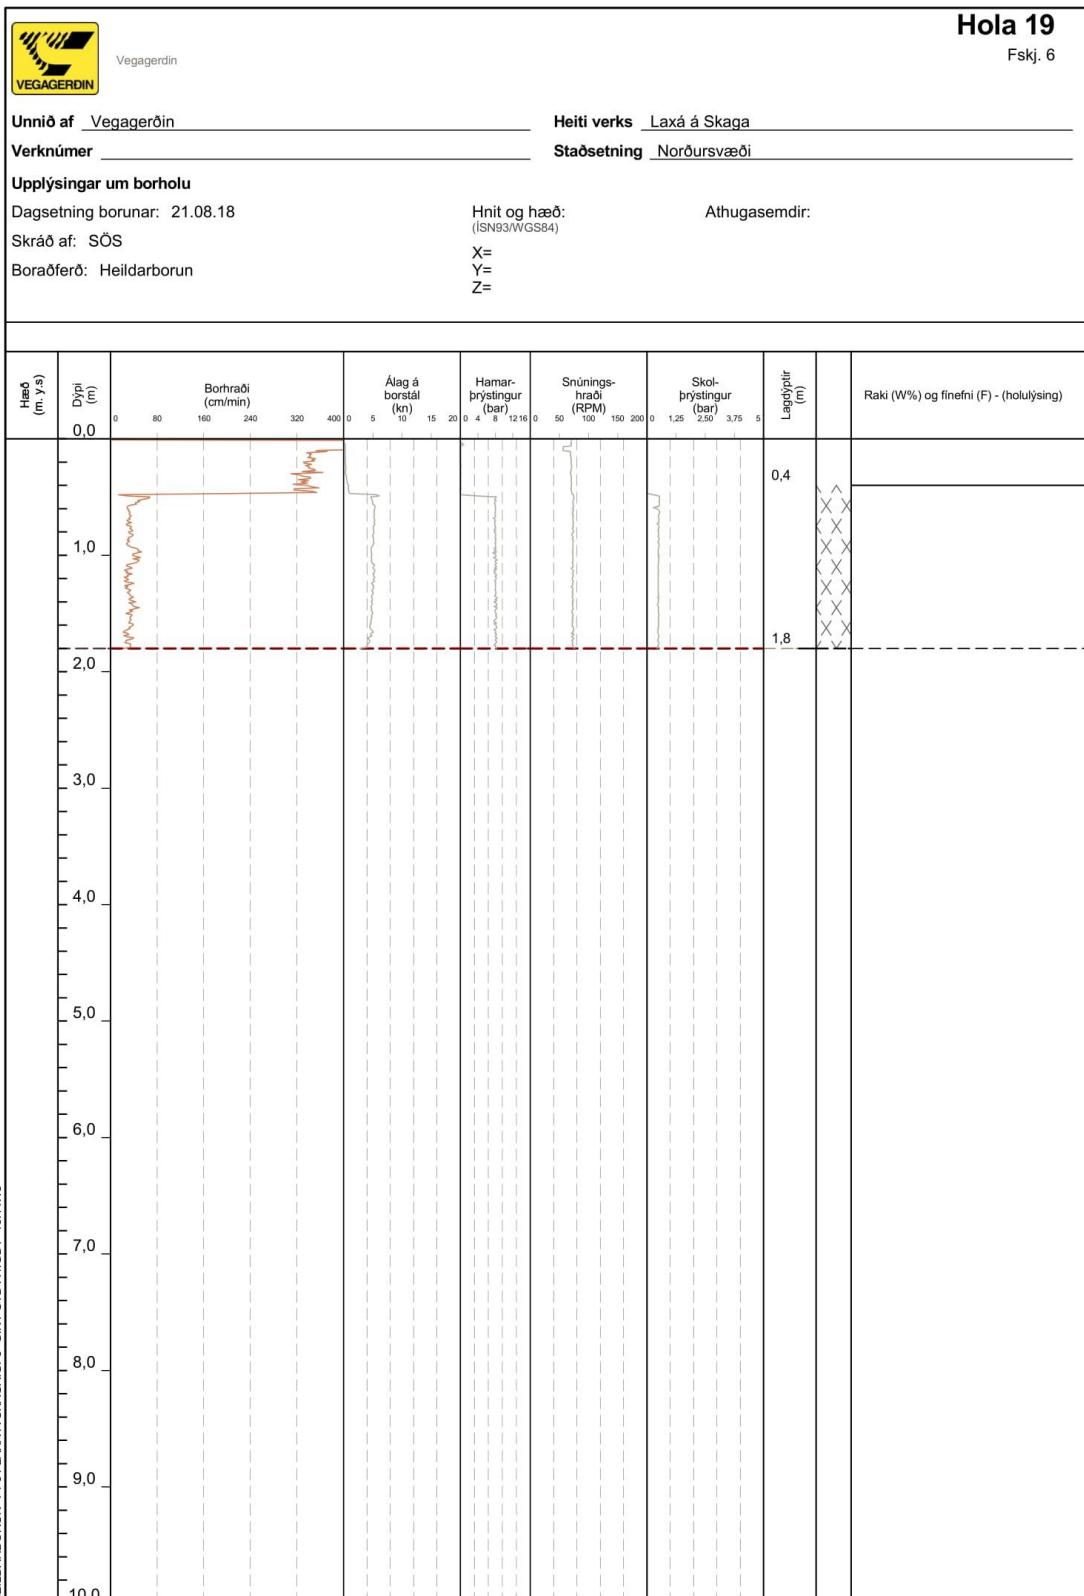 Hola 19
Fskj. 6
VEGAGERÐIN
Vegagerdin
Unnið af Vegagerðin
Heiti verks Laxá á Skaga
Verknúmer
Staðsetning Norðursvæði
Upplýsingar um borholu
Dagsetning borunar: 21.08.18
Hnit og hæð:
Athugasemdir:
(ÍSN93/WGS84)
Skráð af: SÖS
X=
Boraðferð: Heildarborun
Y=
Z=
Hæð
(m. y.s)
Dýpi
(m)
Borhraði
(cm/min)
0 80 160 240 320 400
Álag á
borstál
(kn)
0 5 10 15 20
Hamar-
þrýstingur
(bar)
0 4 8 12 16
Snúnings-
hraði
(RPM)
0 50 100 150 200
Skol-
þrýstingur
(bar)
0 1,25 2,50 3,75 5
Lagdýptir
(m)
Raki (W%) og fínefni (F) - (holulýsing)
0,0
0,4
1,0
1,8
2,0
3,0
4,0
5,0
6,0
7,0
8,0
9,0
10,0